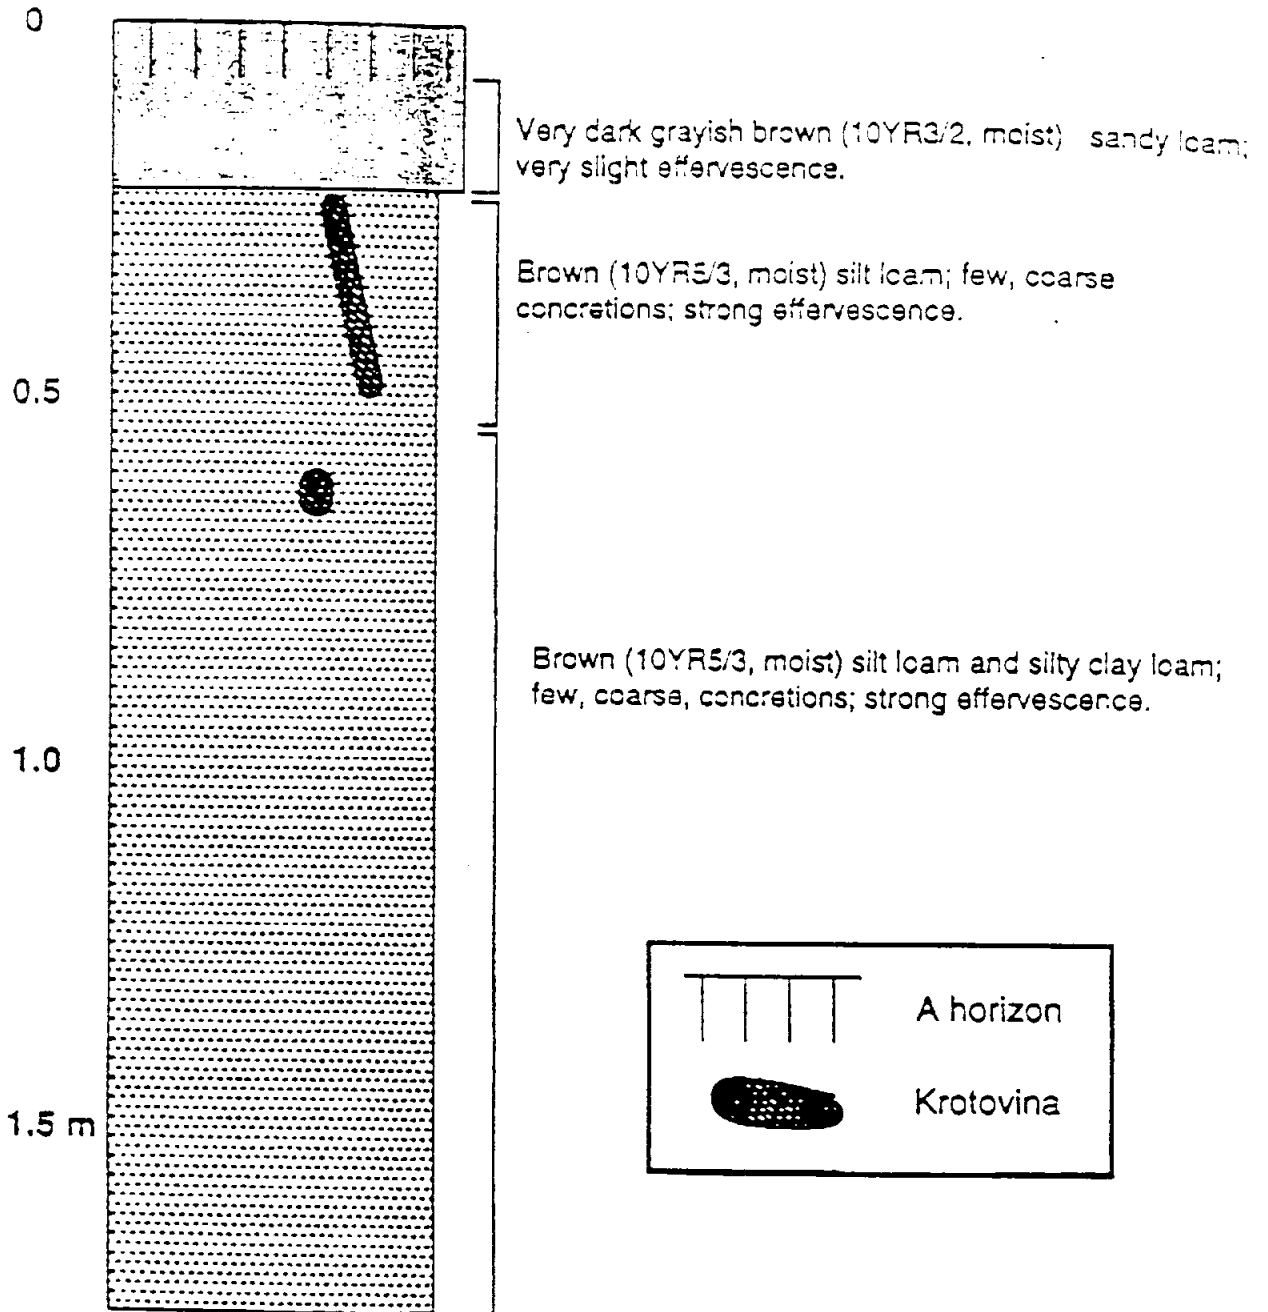 0
Very dark grayish brown (10YR3/2, moist) sandy loam;
very slight effervescence.
Brown (10YR5/3, moist) silt loam; few, coarse
concretions; strong effervescence.
0.5
Brown (10YR5/3, moist) silt loam and silty clay loam;
few, coarse, concretions; strong effervescence.
1.0
A horizon
Krotovina
1.5 m